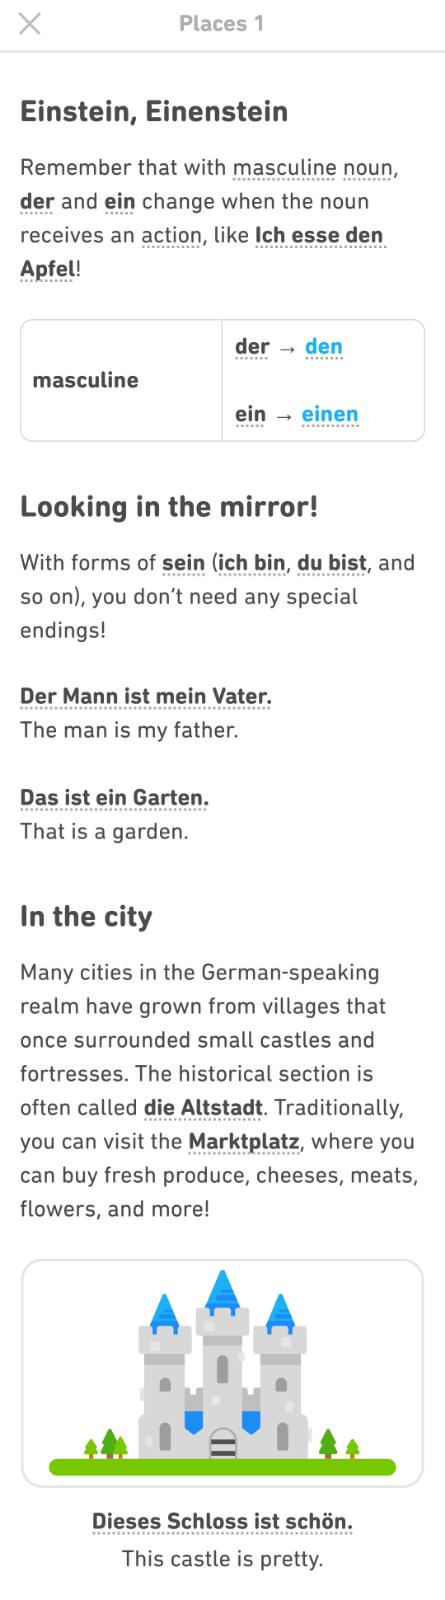 Places 1
Einstein, Einenstein
Remember that with masculine noun,
der and ein change when the noun
receives an action, like Ich esse den
Apfel!
masculine
der → den
ein → einen
Looking in the mirror!
With forms of sein (ich bin, du bist, and
so on), you don't need any special
endings!
Der Mann ist mein Vater.
The man is my father.
Das ist ein Garten.
That is a garden.
In the city
Many cities in the German-speaking
realm have grown from villages that
once surrounded small castles and
fortresses. The historical section is
often called die Altstadt. Traditionally,
you can visit the Marktplatz, where you
can buy fresh produce, cheeses, meats,
flowers, and more!
Dieses Schloss ist schön.
This castle is pretty.